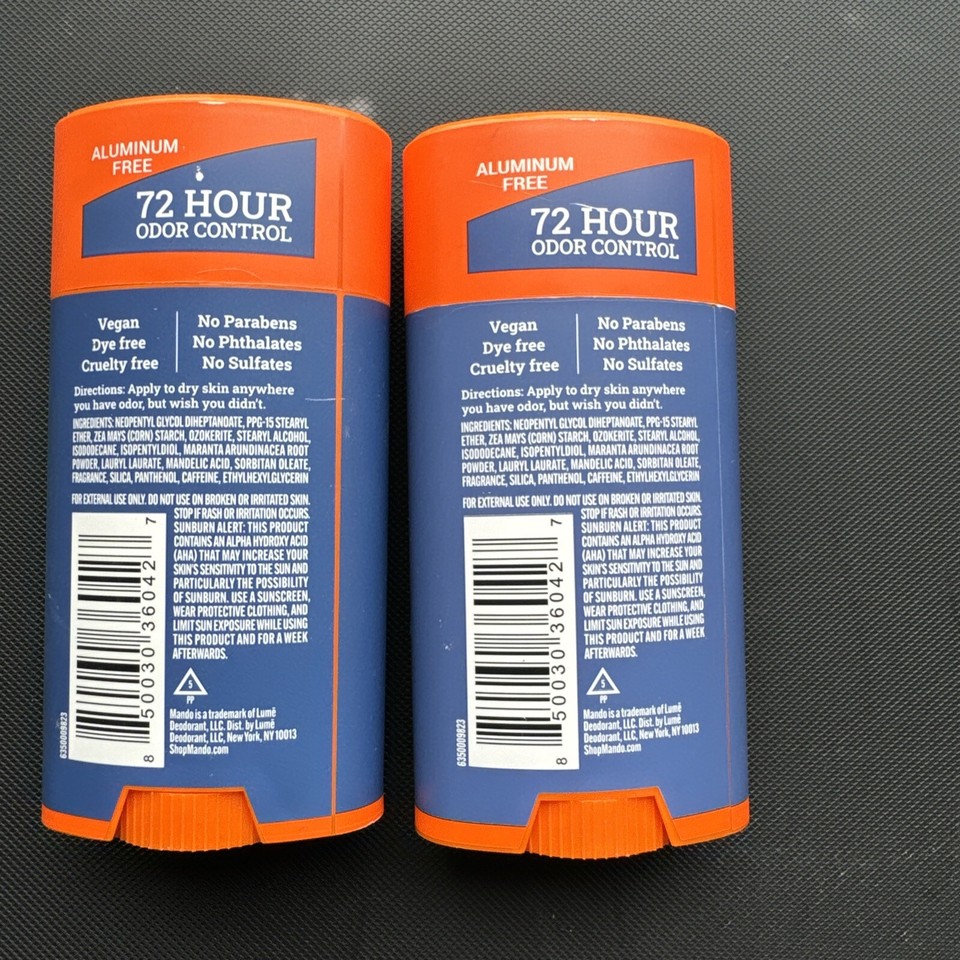 ALUMINUM
FREE
72 HOUR
ODOR CONTROL
Vegan
Dye free
Cruelty free
No Parabens
No Phthalates
No Sulfates
Directions: Apply to dry skin anywhere
you have odor, but wish you didn't.
INGREDIENTS: NEOPENTYL GLYCOL DIHEPTANOATE, PPG-15 STEARYL
ETHER, ZEA MAYS (CORN) STARCH, OZOKERITE, STEARYL ALCOHOL,
ISODODECANE, ISOPENTYLDIOL, MARANTA ARUNDINACEA ROOT
POWDER, LAURYL LAURATE, MANDELIC ACID, SORBITAN OLEATE,
FRAGRANCE, SILICA, PANTHENOL, CAFFEINE, ETHYLHEXYLGLYCERIN
FOR EXTERNAL USE ONLY. DO NOT USE ON BROKEN OR IRRITATED SKIN.
STOP IF RASH OR IRRITATION OCCURS.
SUNBURN ALERT: THIS PRODUCT
CONTAINS AN ALPHA HYDROXY ACID
(AHA) THAT MAY INCREASE YOUR
SKIN'S SENSITIVITY TO THE SUN AND
PARTICULARLY THE POSSIBILITY
OF SUNBURN. USE A SUNSCREEN,
WEAR PROTECTIVE CLOTHING, AND
LIMIT SUN EXPOSURE WHILE USING
THIS PRODUCT AND FOR A WEEK
AFTERWARDS.
8 50030 36042 7
5
PP
Mando is a trademark of Lumē
Deodorant, LLC. Dist. by Lumē
Deodorant, LLC, New York, NY 10013
ShopMando.com
6350009823
ALUMINUM
FREE
72 HOUR
ODOR CONTROL
Vegan
Dye free
Cruelty free
No Parabens
No Phthalates
No Sulfates
Directions: Apply to dry skin anywhere
you have odor, but wish you didn't.
INGREDIENTS: NEOPENTYL GLYCOL DIHEPTANOATE, PPG-15 STEARYL
ETHER, ZEA MAYS (CORN) STARCH, OZOKERITE, STEARYL ALCOHOL,
ISODODECANE, ISOPENTYLDIOL, MARANTA ARUNDINACEA ROOT
POWDER, LAURYL LAURATE, MANDELIC ACID, SORBITAN OLEATE,
FRAGRANCE, SILICA, PANTHENOL, CAFFEINE, ETHYLHEXYLGLYCERIN
FOR EXTERNAL USE ONLY. DO NOT USE ON BROKEN OR IRRITATED SKIN.
STOP IF RASH OR IRRITATION OCCURS.
SUNBURN ALERT: THIS PRODUCT
CONTAINS AN ALPHA HYDROXY ACID
(AHA) THAT MAY INCREASE YOUR
SKIN'S SENSITIVITY TO THE SUN AND
PARTICULARLY THE POSSIBILITY
OF SUNBURN. USE A SUNSCREEN,
WEAR PROTECTIVE CLOTHING, AND
LIMIT SUN EXPOSURE WHILE USING
THIS PRODUCT AND FOR A WEEK
AFTERWARDS.
8 50030 36042 7
5
PP
Mando is a trademark of Lumē
Deodorant, LLC. Dist. by Lumē
Deodorant, LLC, New York, NY 10013
ShopMando.com
6350009823